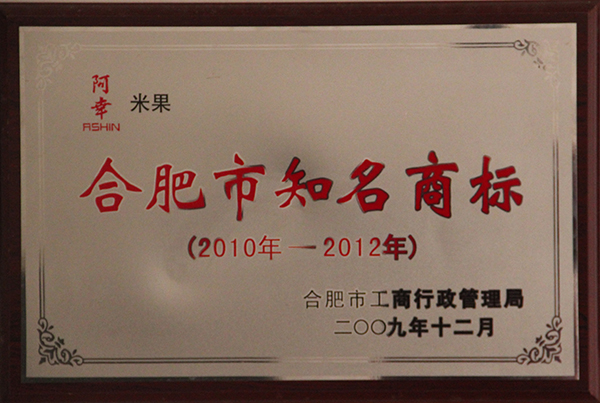 阿幸 米果
ASHIN
合肥市知名商标
(2010年—2012年)
合肥市工商行政管理局
二〇〇九年十二月